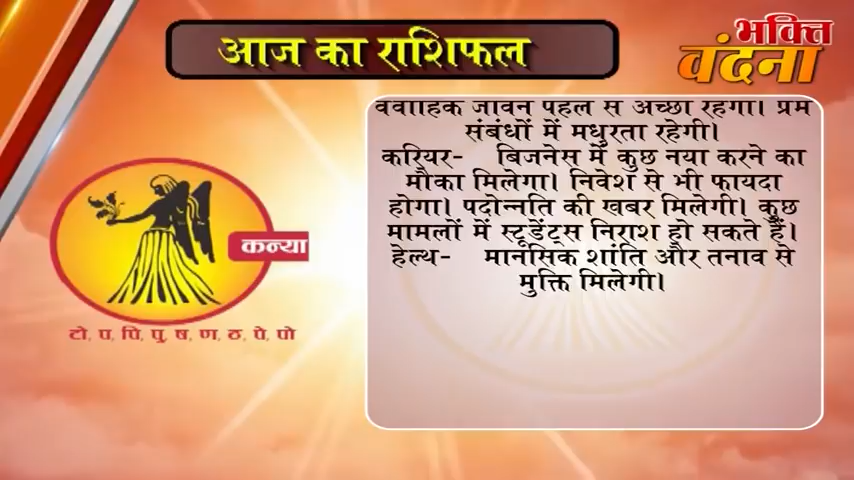 आज का राशिफल
भक्ति
वंदना
वैवाहिक जीवन पहले से अच्छा रहेगा। प्रेम
संबंधों में मधुरता रहेगी।
करियर- बिजनेस में कुछ नया करने का
मौका मिलेगा। निवेश से भी फायदा
होगा। पदोन्नति की खबर मिलेगी। कुछ
मामलों में स्टूडेंट्स निराश हो सकते हैं।
हेल्थ- मानसिक शांति और तनाव से
मुक्ति मिलेगी।
कन्या
टो, प, पि, पु, ष, ण, ठ, पे, पो